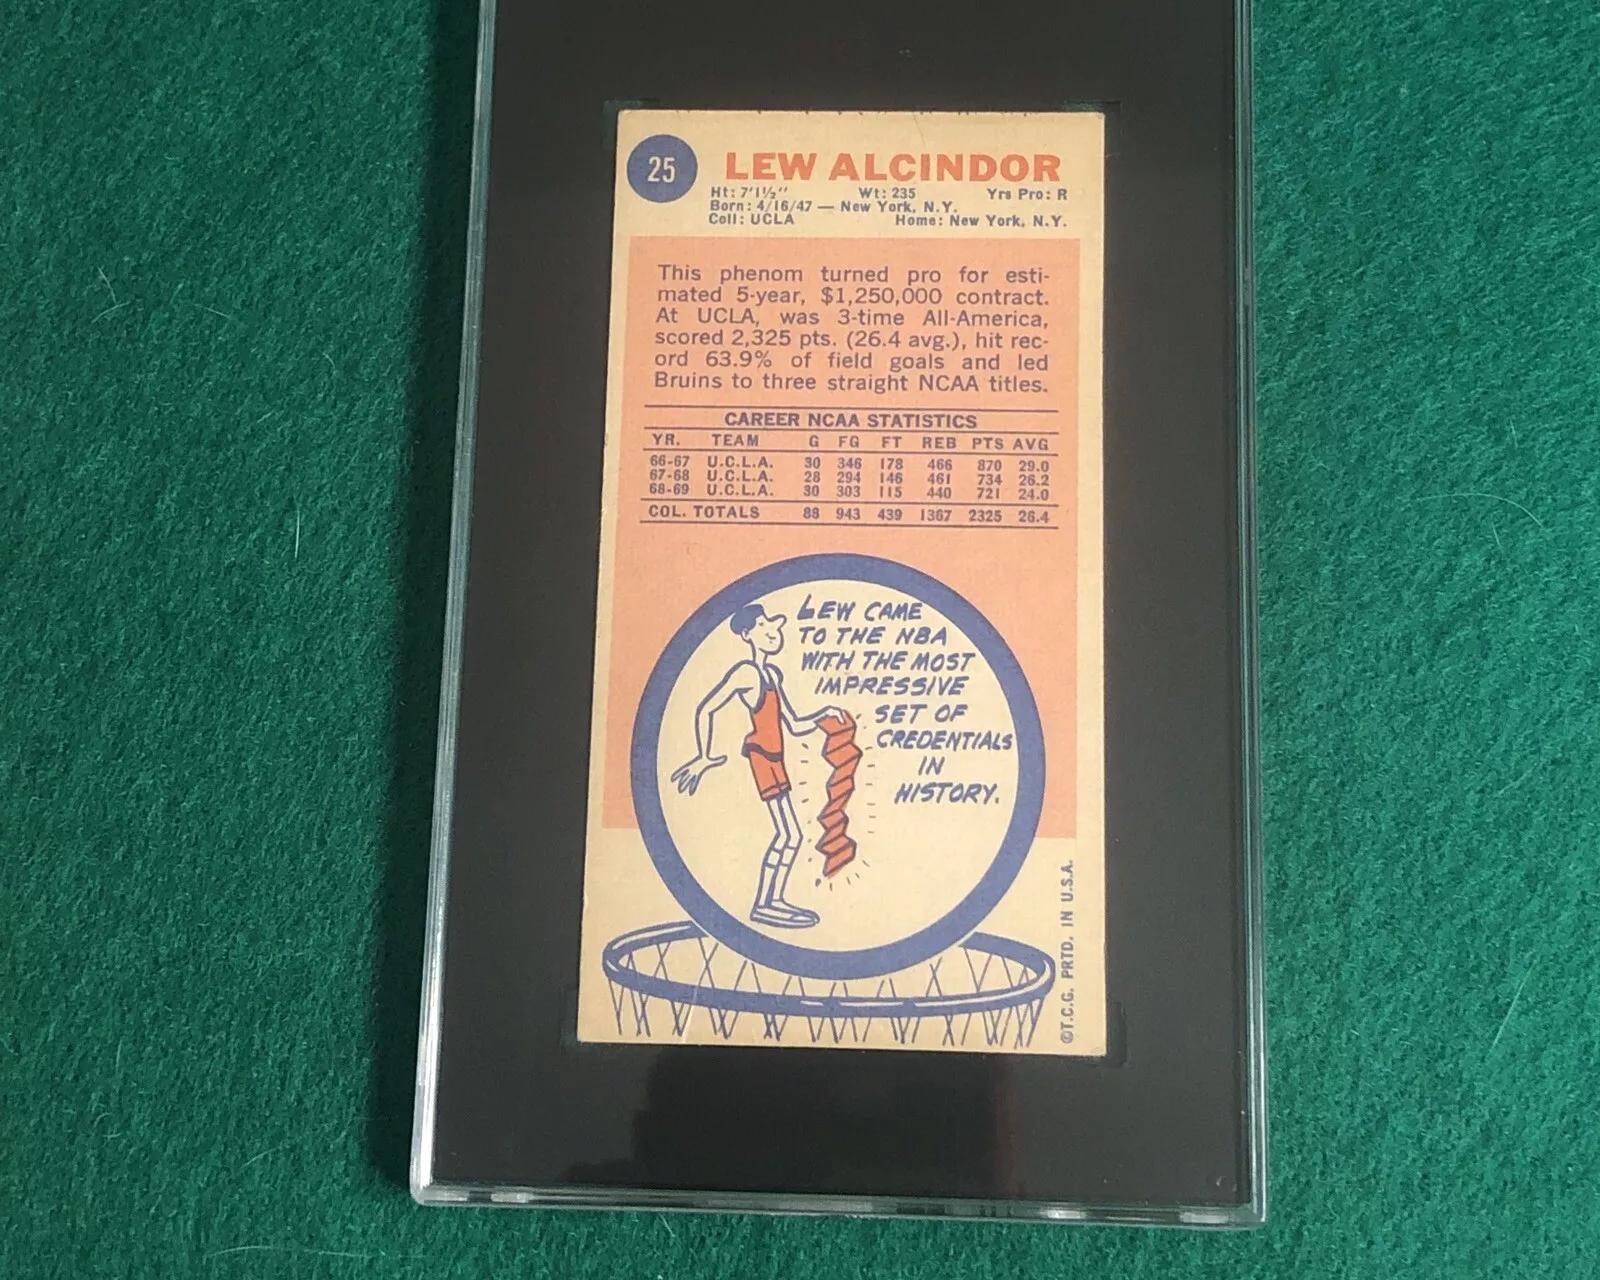 25
LEW ALCINDOR
Ht: 7'1½" Wt: 235 Yrs Pro: R
Born: 4/16/47 — New York, N.Y.
Coll: UCLA Home: New York, N.Y.
This phenom turned pro for esti-
mated 5-year, $1,250,000 contract.
At UCLA, was 3-time All-America,
scored 2,325 pts. (26.4 avg.), hit rec-
ord 63.9% of field goals and led
Bruins to three straight NCAA titles.
CAREER NCAA STATISTICS
YR. TEAM G FG FT REB PTS AVG
66-67 U.C.L.A. 30 346 178 466 870 29.0
67-68 U.C.L.A. 28 294 146 461 734 26.2
68-69 U.C.L.A. 30 303 115 440 721 24.0
COL. TOTALS 88 943 439 1367 2325 26.4
LEW CAME
TO THE NBA
WITH THE MOST
IMPRESSIVE
SET OF
CREDENTIALS
IN
HISTORY.
©T.C.G. PRTD. IN U.S.A.